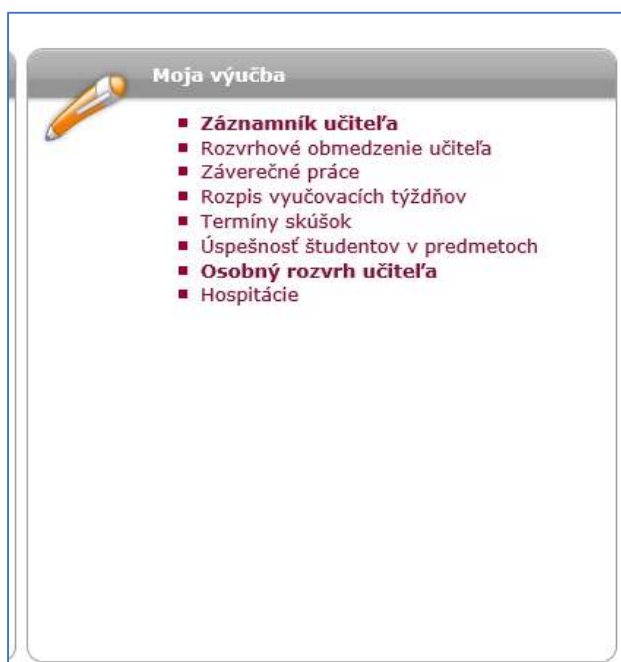 Moja výučba
Záznamník učiteľa
Rozvrhové obmedzenie učiteľa
Záverečné práce
Rozpis vyučovacích týždňov
Termíny skúšok
Úspešnosť študentov v predmetoch
Osobný rozvrh učiteľa
Hospitácie